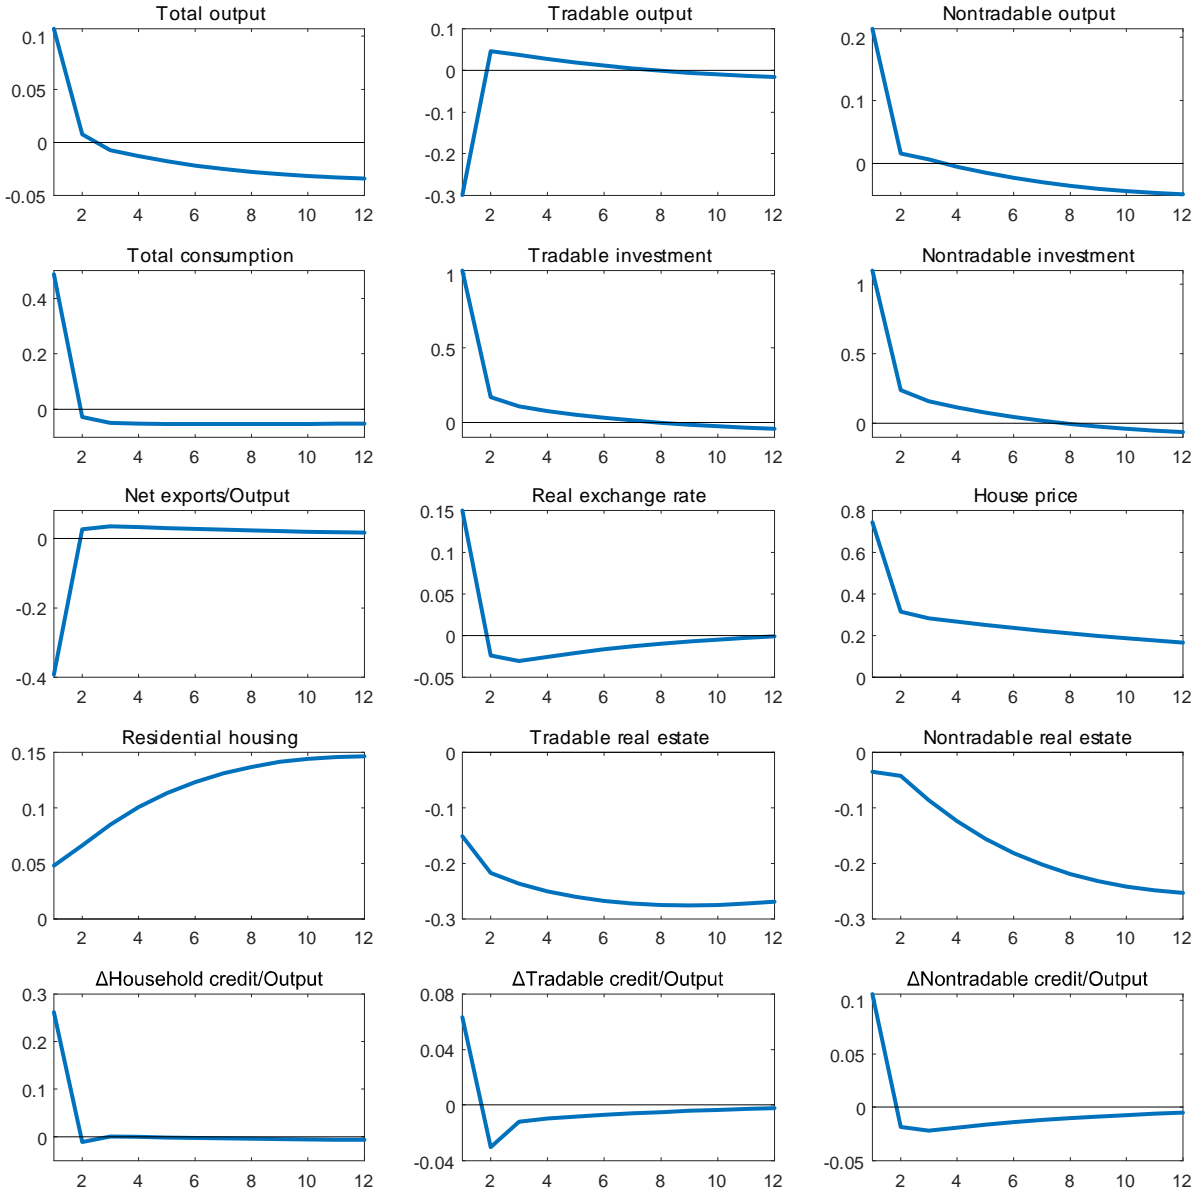 Total output
Tradable output
Nontradable output
0.1
0.05
0
-0.05
2 4 6 8 10 12
0.1
0
-0.1
-0.2
-0.3
2 4 6 8 10 12
0.2
0.1
0
2 4 6 8 10 12
Total consumption
Tradable investment
Nontradable investment
0.4
0.2
0
2 4 6 8 10 12
1
0.5
0
2 4 6 8 10 12
1
0.5
0
2 4 6 8 10 12
Net exports/Output
Real exchange rate
House price
0
-0.2
-0.4
2 4 6 8 10 12
0.15
0.1
0.05
0
-0.05
2 4 6 8 10 12
0.8
0.6
0.4
0.2
0
2 4 6 8 10 12
Residential housing
Tradable real estate
Nontradable real estate
0.15
0.1
0.05
0
2 4 6 8 10 12
0
-0.1
-0.2
-0.3
2 4 6 8 10 12
0
-0.1
-0.2
-0.3
2 4 6 8 10 12
ΔHousehold credit/Output
ΔTradable credit/Output
ΔNontradable credit/Output
0.3
0.2
0.1
0
2 4 6 8 10 12
0.08
0.04
0
-0.04
2 4 6 8 10 12
0.1
0.05
0
-0.05
2 4 6 8 10 12